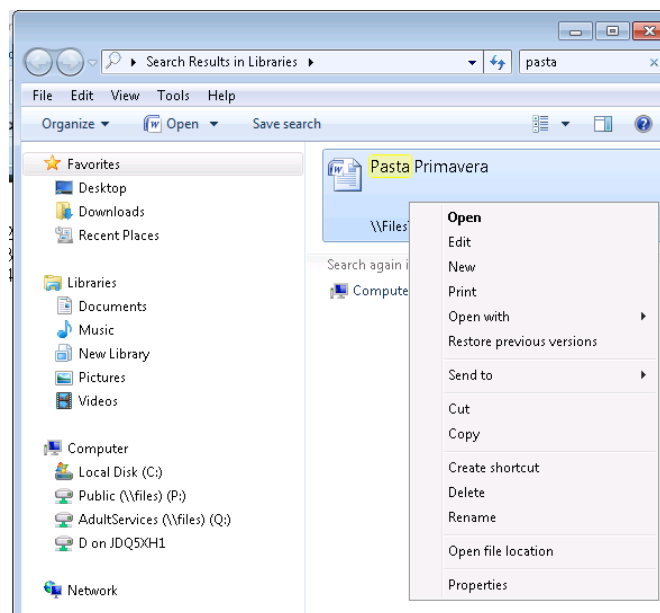 Search Results in Libraries
pasta
File Edit View Tools Help
Organize Open Save search
Favorites
Desktop
Downloads
Recent Places
Libraries
Documents
Music
New Library
Pictures
Videos
Computer
Local Disk (C:)
Public (\\files) (P:)
AdultServices (\\files) (Q:)
D on JDQ5XH1
Network
Pasta Primavera
\\Files
Search again i
Compute
Open
Edit
New
Print
Open with
Restore previous versions
Send to
Cut
Copy
Create shortcut
Delete
Rename
Open file location
Properties